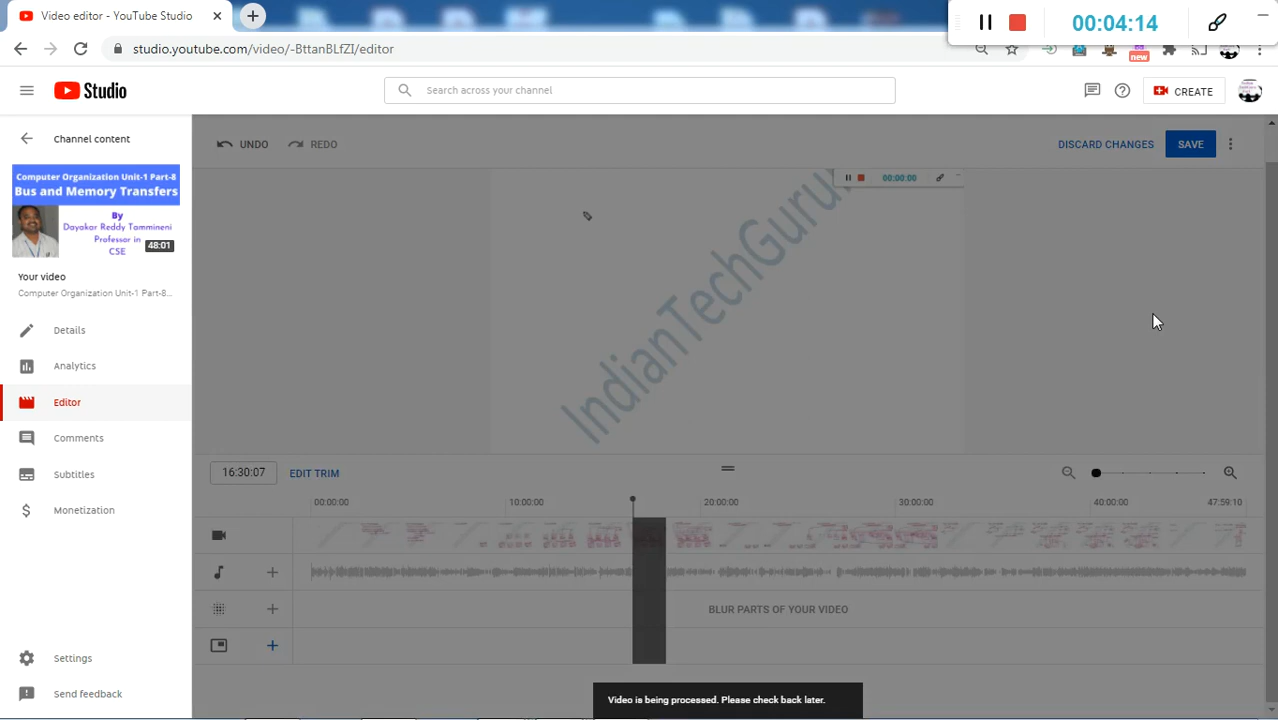 Video editor - YouTube Studio
00:04:14
studio.youtube.com/video/-BttanBLfZI/editor
new
Studio
Search across your channel
CREATE
Channel content
UNDO
REDO
DISCARD CHANGES
SAVE
Computer Organization Unit-1 Part-8
Bus and Memory Transfers
By
Dayakar Reddy Tammineni
Professor in
CSE
48:01
00:00:00
IndianTechGuru
Your video
Computer Organization Unit-1 Part-8...
Details
Analytics
Editor
Comments
Subtitles
Monetization
Settings
Send feedback
16:30:07
EDIT TRIM
00:00:00
10:00:00
20:00:00
30:00:00
40:00:00
47:59:10
BLUR PARTS OF YOUR VIDEO
Video is being processed. Please check back later.